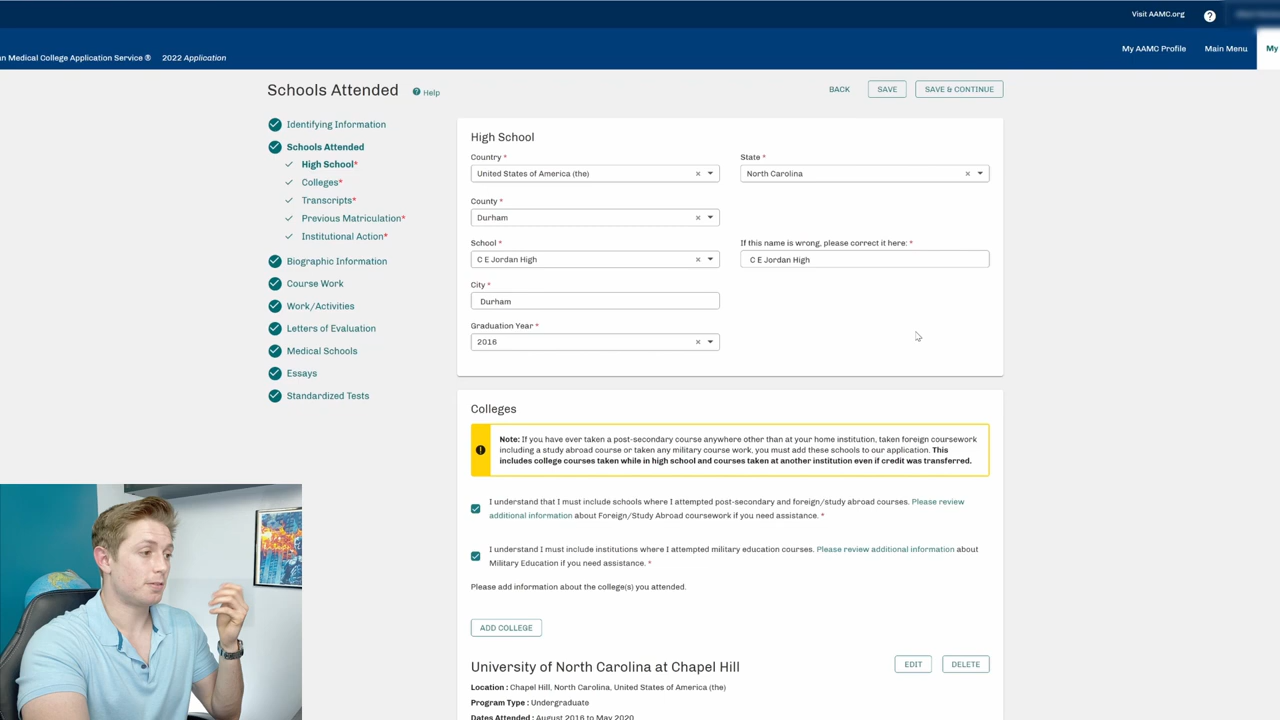 Visit AAMC.org
an Medical College Application Service ® 2022 Application
My AAMC Profile
Main Menu
My
Schools Attended
Help
BACK
SAVE
SAVE & CONTINUE
Identifying Information
Schools Attended
High School*
Colleges*
Transcripts*
Previous Matriculation*
Institutional Action*
Biographic Information
Course Work
Work/Activities
Letters of Evaluation
Medical Schools
Essays
Standardized Tests
High School
Country *
State *
United States of America (the)
North Carolina
County *
Durham
School *
If this name is wrong, please correct it here: *
C E Jordan High
C E Jordan High
City *
Durham
Graduation Year *
2016
Colleges
Note: If you have ever taken a post-secondary course anywhere other than at your home institution, taken foreign coursework
including a study abroad course or taken any military course work, you must add these schools to our application. This
includes college courses taken while in high school and courses taken at another institution even if credit was transferred.
I understand that I must include schools where I attempted post-secondary and foreign/study abroad courses. Please review
additional information about Foreign/Study Abroad coursework if you need assistance. *
I understand I must include institutions where I attempted military education courses. Please review additional information about
Military Education if you need assistance. *
Please add information about the college(s) you attended.
ADD COLLEGE
University of North Carolina at Chapel Hill
EDIT
DELETE
Location : Chapel Hill, North Carolina, United States of America (the)
Program Type : Undergraduate
Dates Attended : August 2016 to May 2020